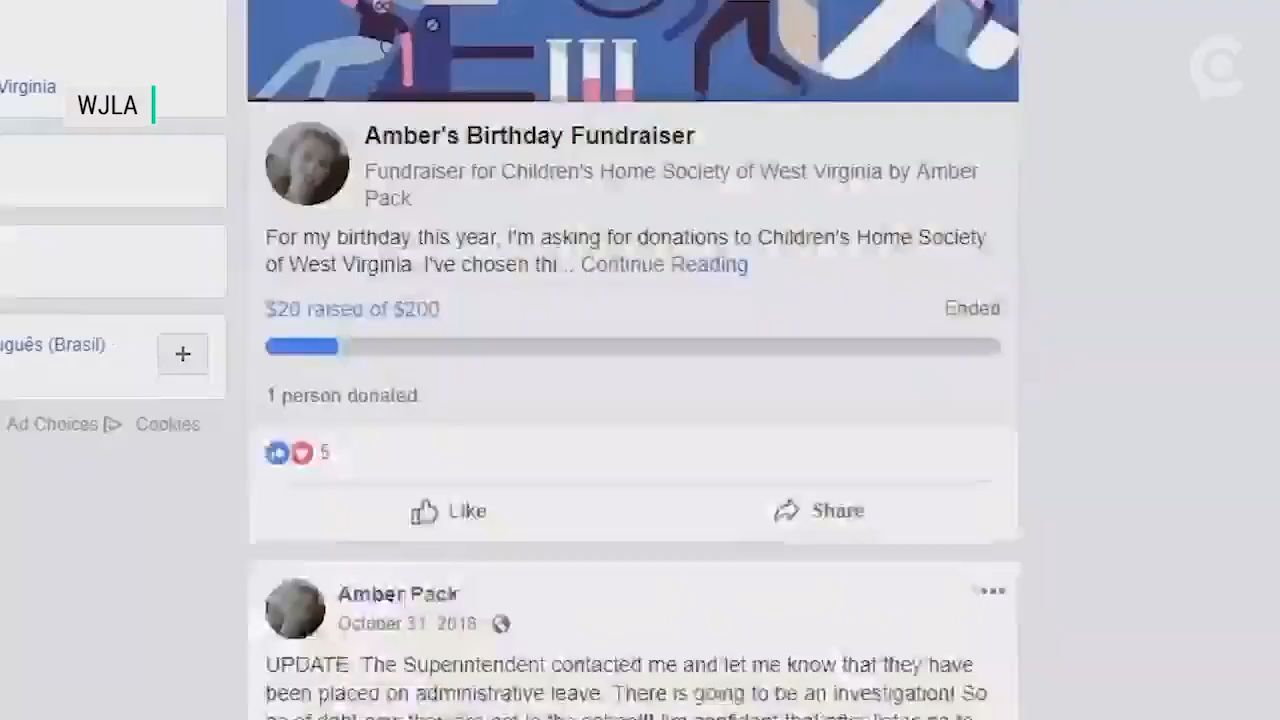 Virginia
WJLA
Amber's Birthday Fundraiser
Fundraiser for Children's Home Society of West Virginia by Amber
Pack
For my birthday this year, I'm asking for donations to Children's Home Society
of West Virginia. I've chosen thi... Continue Reading
$20 raised of $200
Ended
1 person donated.
uguês (Brasil)
+
Ad Choices
Cookies
5
Like
Share
Amber Pack
October 31, 2018
UPDATE: The Superintendent contacted me and let me know that they have
been placed on administrative leave. There is going to be an investigation! So